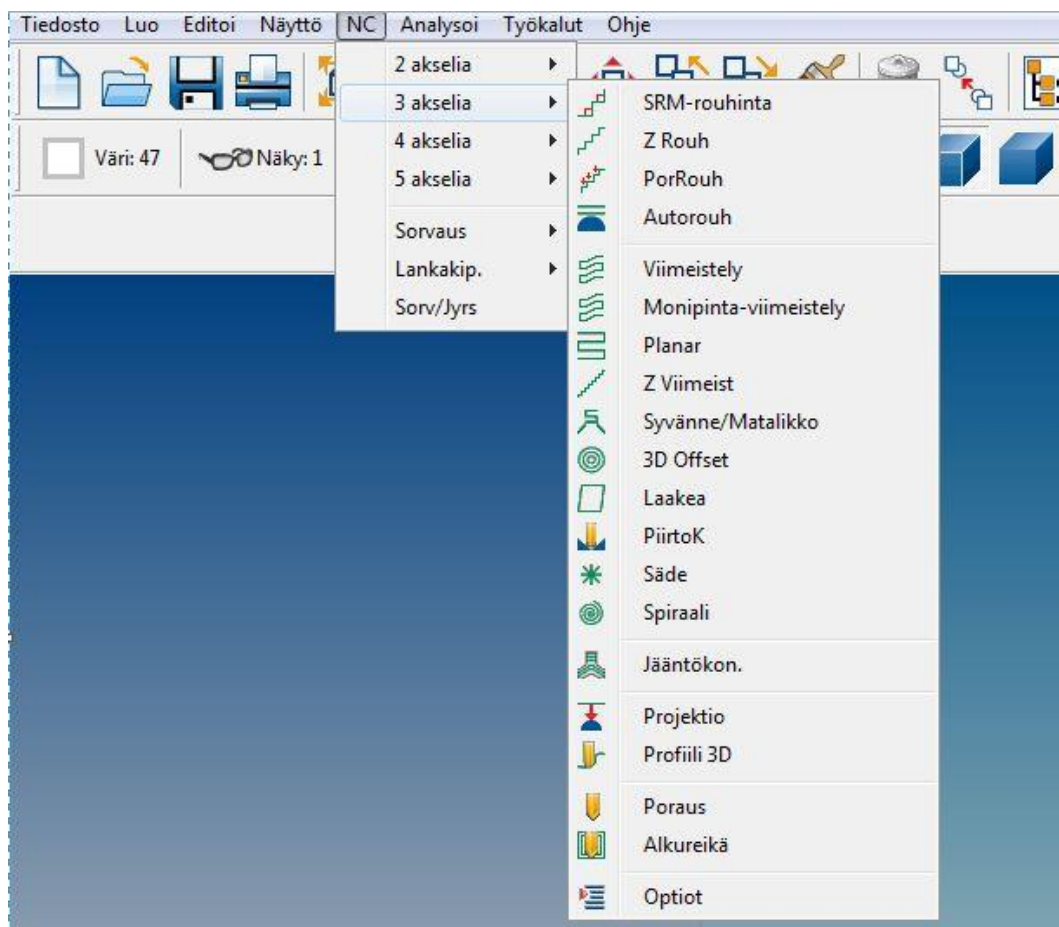 Tiedosto Luo Editoi Näyttö NC Analysoi Työkalut Ohje
2 akselia
3 akselia
4 akselia
5 akselia
Sorvaus
Lankakip.
Sorv/Jyrs
Väri: 47 Näky: 1
SRM-rouhinta
Z Rouh
PorRouh
Autorouh
Viimeistely
Monipinta-viimeistely
Planar
Z Viimeist
Syvänne/Matalikko
3D Offset
Laakea
PiirtoK
Säde
Spiraali
Jääntökon.
Projektio
Profiili 3D
Poraus
Alkureikä
Optiot